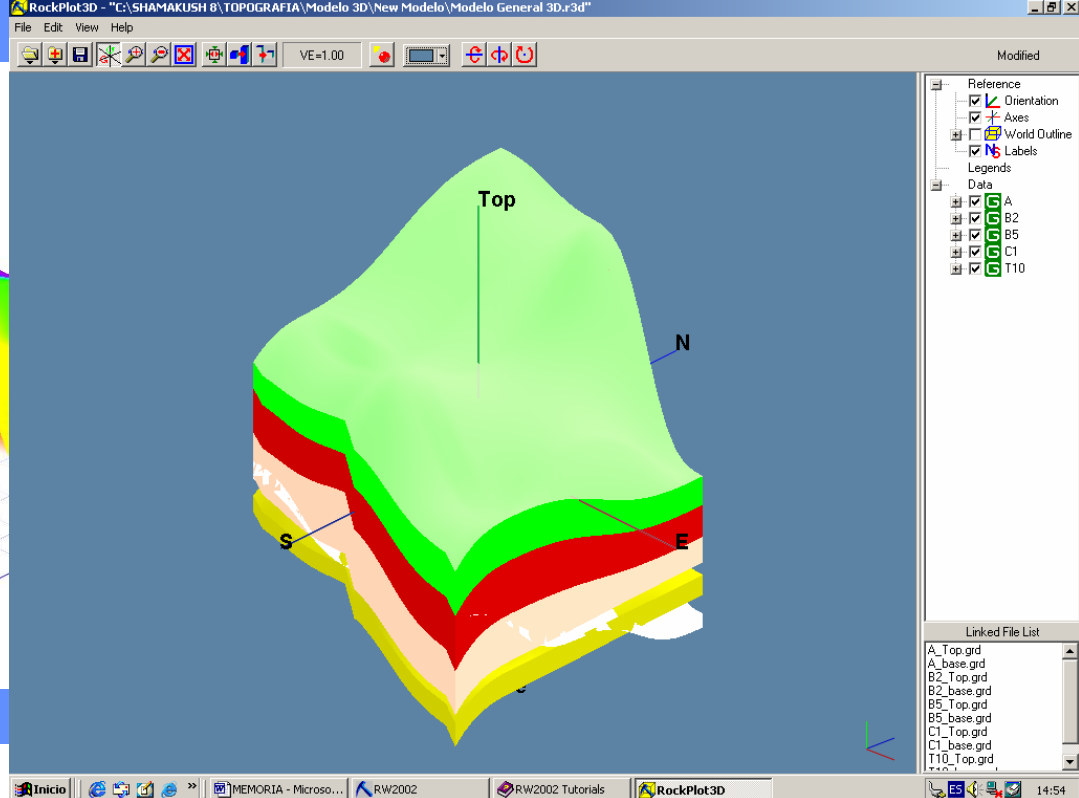 RockPlot3D - "C:\SHAMAKUSH 8\TOPOGRAFIA\Modelo 3D\New Modelo\Modelo General 3D.r3d"
File Edit View Help
VE=1.00
Modified
Reference
Orientation
Axes
World Outline
NS Labels
Legends
Data
G A
G B2
G B5
G C1
G T10
Top
N
S
E
Linked File List
A_Top.grd
A_base.grd
B2_Top.grd
B2_base.grd
B5_Top.grd
B5_base.grd
C1_Top.grd
C1_base.grd
T10_Top.grd
Inicio
»
MEMORIA - Microso...
RW2002
RW2002 Tutorials
RockPlot3D
ES
14:54